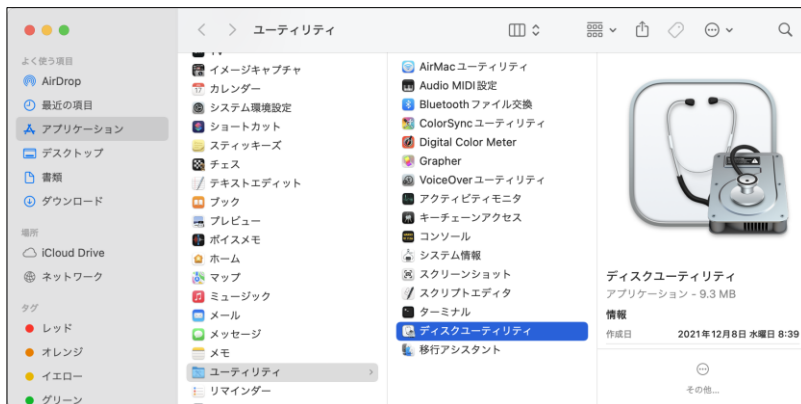 ユーティリティ
よく使う項目
AirDrop
最近の項目
アプリケーション
デスクトップ
書類
ダウンロード
場所
iCloud Drive
ネットワーク
タグ
レッド
オレンジ
イエロー
グリーン
イメージキャプチャ
カレンダー
システム環境設定
ショートカット
スティッキーズ
チェス
テキストエディット
ブック
プレビュー
ボイスメモ
ホーム
マップ
ミュージック
メール
メッセージ
メモ
ユーティリティ
リマインダー
AirMac ユーティリティ
Audio MIDI 設定
Bluetooth ファイル交換
ColorSync ユーティリティ
Digital Color Meter
Grapher
VoiceOver ユーティリティ
アクティビティモニタ
キーチェーンアクセス
コンソール
システム情報
スクリーンショット
スクリプトエディタ
ターミナル
ディスクユーティリティ
移行アシスタント
ディスクユーティリティ
アプリケーション - 9.3 MB
情報
作成日 2021年12月8日 水曜日 8:39
その他...